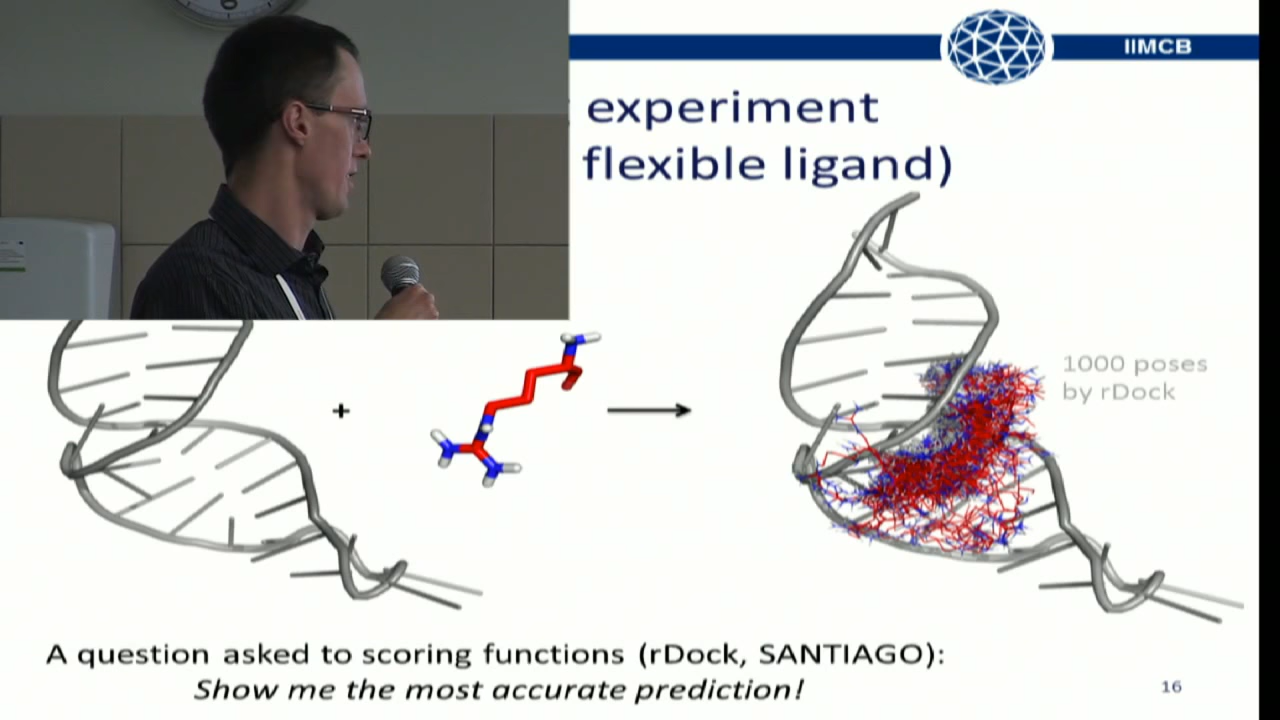 IIMCB
experiment
flexible ligand)
+
1000 poses
by rDock
A question asked to scoring functions (rDock, SANTIAGO):
Show me the most accurate prediction!
16